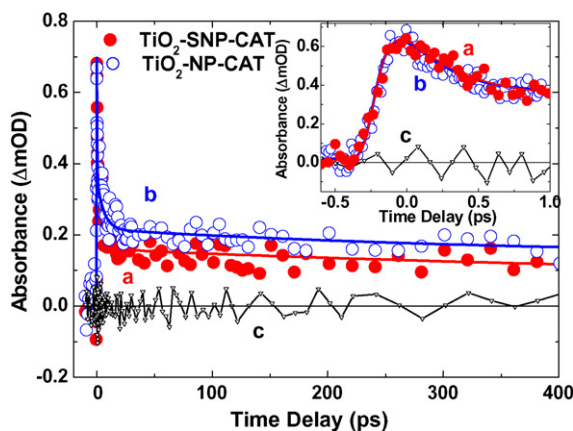 TiO2-SNP-CAT
TiO2-NP-CAT
Absorbance (ΔmOD)
0.8
0.6
0.4
0.2
0.0
-0.2
b
a
c
0
100
200
300
400
Time Delay (ps)
Absorbance (ΔmOD)
0.6
0.4
0.2
0.0
a
b
c
-0.5
0.0
0.5
1.0
Time Delay (ps)